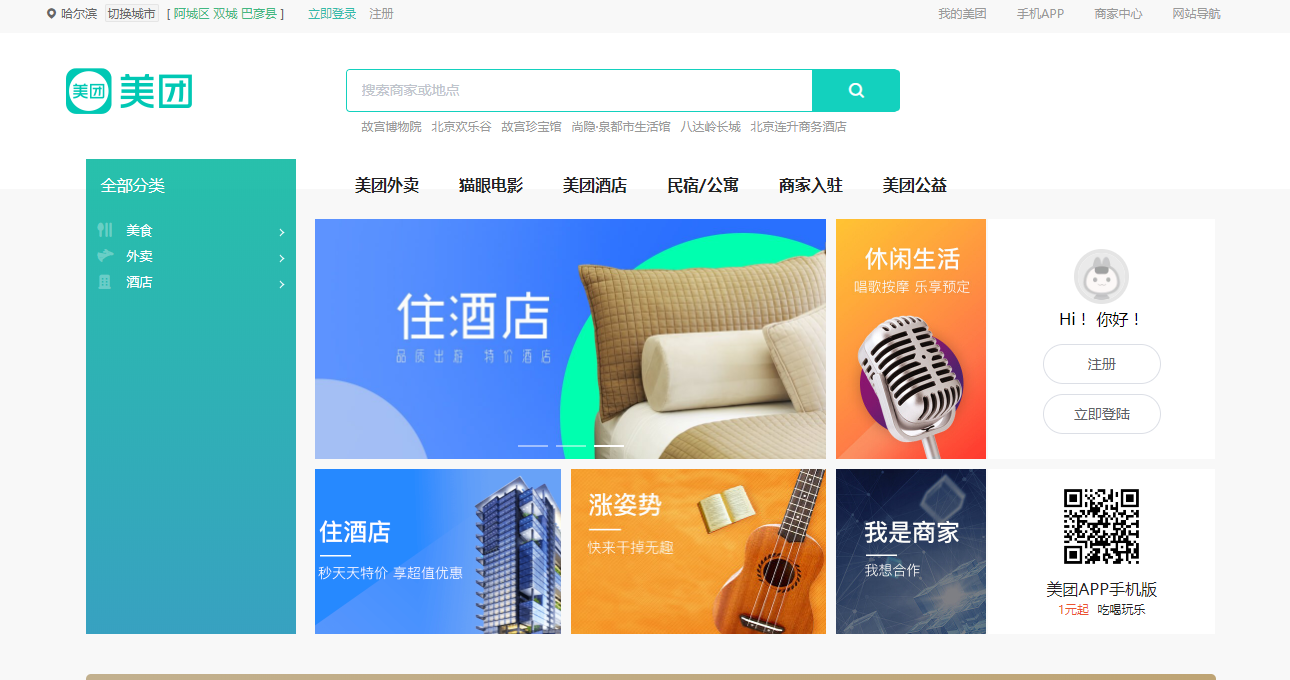 哈尔滨 切换城市 [ 阿城区 双城 巴彦县 ] 立即登录 注册 我的美团 手机APP 商家中心 网站导航
美团 美团
搜索商家或地点
故宫博物院 北京欢乐谷 故宫珍宝馆 尚隐·泉都市生活馆 八达岭长城 北京连升商务酒店
全部分类 美团外卖 猫眼电影 美团酒店 民宿/公寓 商家入驻 美团公益
美食
外卖
酒店
住酒店
品质出游 特价酒店
休闲生活
唱歌按摩 乐享预定
Hi！ 你好！
注册
立即登陆
住酒店
秒天天特价 享超值优惠
涨姿势
快来干掉无趣
我是商家
我想合作
美团APP手机版
1元起 吃喝玩乐